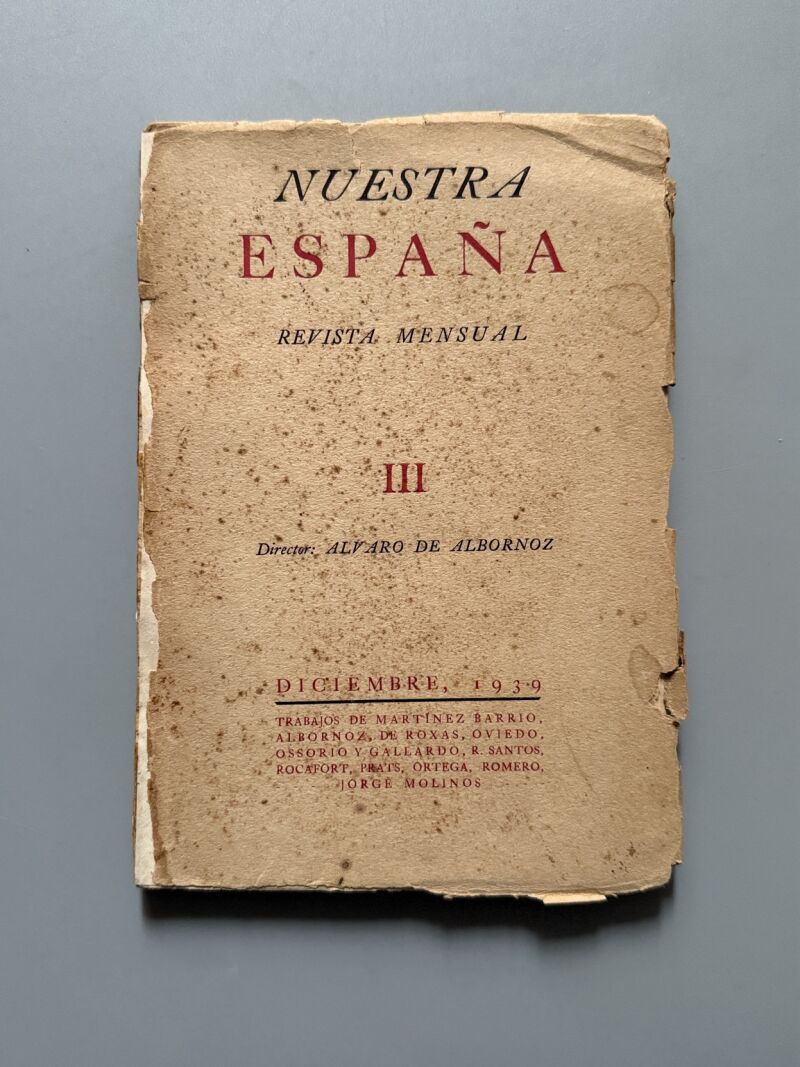 NUESTRA
ESPAÑA
REVISTA MENSUAL
III
Director: ALVARO DE ALBORNOZ
DICIEMBRE, 1939
TRABAJOS DE MARTÍNEZ BARRIO,
ALBORNOZ, DE ROXAS, OVIEDO,
OSSORIO Y GALLARDO, R. SANTOS,
ROCAFORT, PRATS, ORTEGA, ROMERO,
JORGE MOLINOS